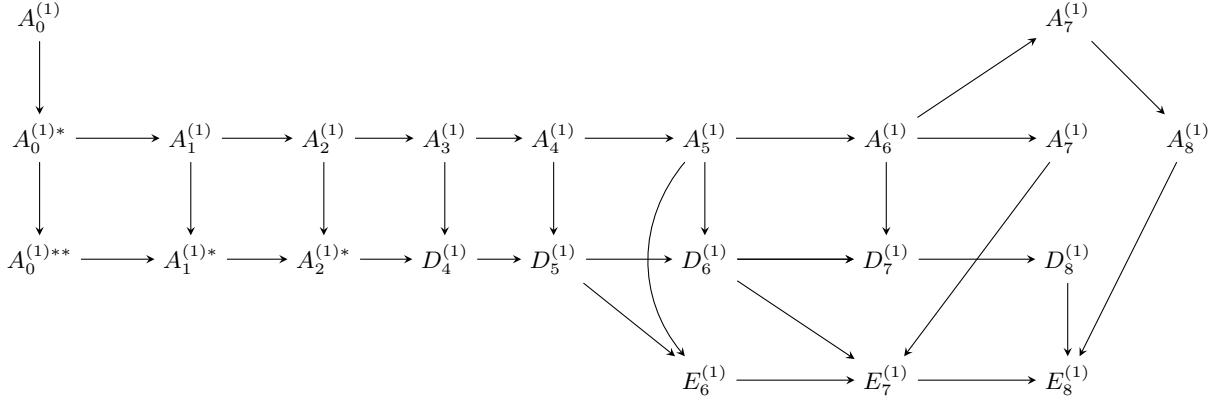 A_0^{(1)} A_7^{(1)}
A_0^{(1)*} A_1^{(1)} A_2^{(1)} A_3^{(1)} A_4^{(1)} A_5^{(1)} A_6^{(1)} A_7^{(1)} A_8^{(1)}
A_0^{(1)**} A_1^{(1)*} A_2^{(1)*} D_4^{(1)} D_5^{(1)} D_6^{(1)} D_7^{(1)} D_8^{(1)}
E_6^{(1)} E_7^{(1)} E_8^{(1)}